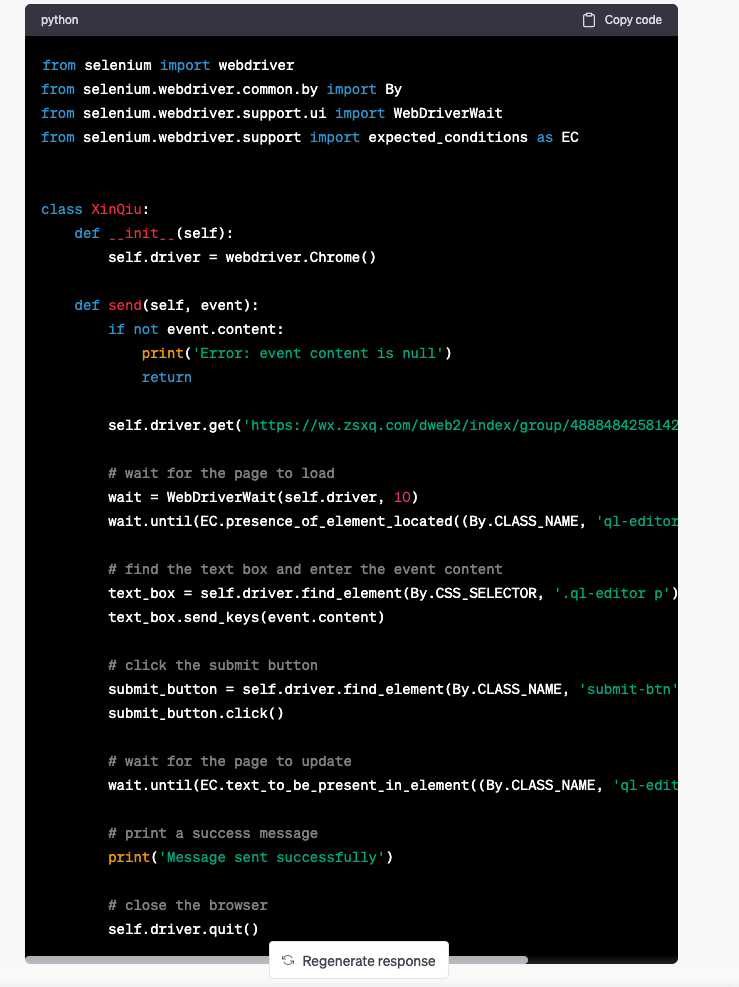 python
Copy code
from selenium import webdriver
from selenium.webdriver.common.by import By
from selenium.webdriver.support.ui import WebDriverWait
from selenium.webdriver.support import expected_conditions as EC
class XinQiu:
def __init__(self):
self.driver = webdriver.Chrome()
def send(self, event):
if not event.content:
print('Error: event content is null')
return
self.driver.get('https://wx.zsxq.com/dweb2/index/group/4888484258142
# wait for the page to load
wait = WebDriverWait(self.driver, 10)
wait.until(EC.presence_of_element_located((By.CLASS_NAME, 'ql-editor
# find the text box and enter the event content
text_box = self.driver.find_element(By.CSS_SELECTOR, '.ql-editor p')
text_box.send_keys(event.content)
# click the submit button
submit_button = self.driver.find_element(By.CLASS_NAME, 'submit-btn'
submit_button.click()
# wait for the page to update
wait.until(EC.text_to_be_present_in_element((By.CLASS_NAME, 'ql-edit
# print a success message
print('Message sent successfully')
# close the browser
self.driver.quit()
Regenerate response